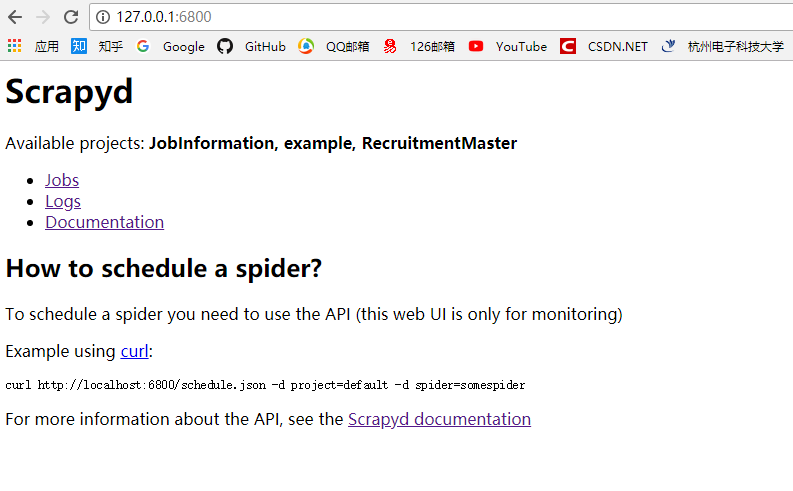 127.0.0.1:6800
应用 知 知乎 G Google GitHub QQ邮箱 易 126邮箱 YouTube C CSDN.NET 杭州电子科技大学
Scrapyd
Available projects: JobInformation, example, RecruitmentMaster
Jobs
Logs
Documentation
How to schedule a spider?
To schedule a spider you need to use the API (this web UI is only for monitoring)
Example using curl:
curl http://localhost:6800/schedule.json -d project=default -d spider=somespider
For more information about the API, see the Scrapyd documentation